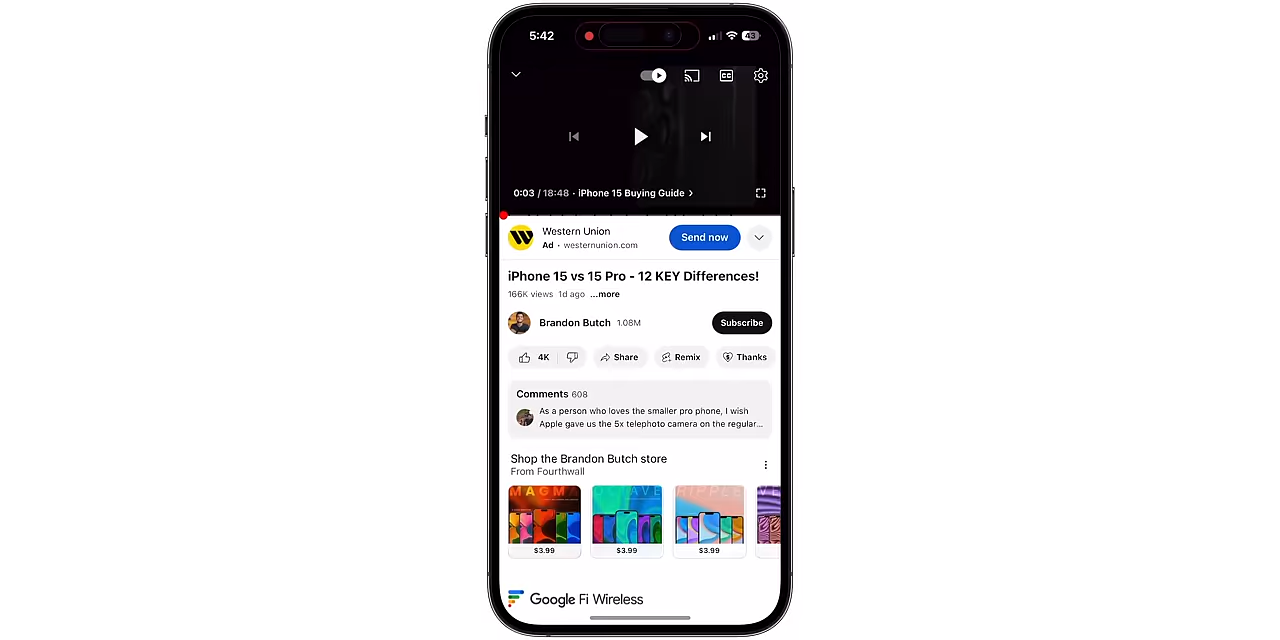 5:42
43
CC
0:03 / 18:48 · iPhone 15 Buying Guide
Western Union
Ad · westernunion.com
Send now
iPhone 15 vs 15 Pro - 12 KEY Differences!
166K views 1d ago ...more
Brandon Butch 1.08M
Subscribe
4K
Share
Remix
Thanks
Comments 608
As a person who loves the smaller pro phone, I wish
Apple gave us the 5x telephoto camera on the regular...
Shop the Brandon Butch store
From Fourthwall
MAGMA
OCTAVE
RIPPLE
$3.99
$3.99
$3.99
Google Fi Wireless